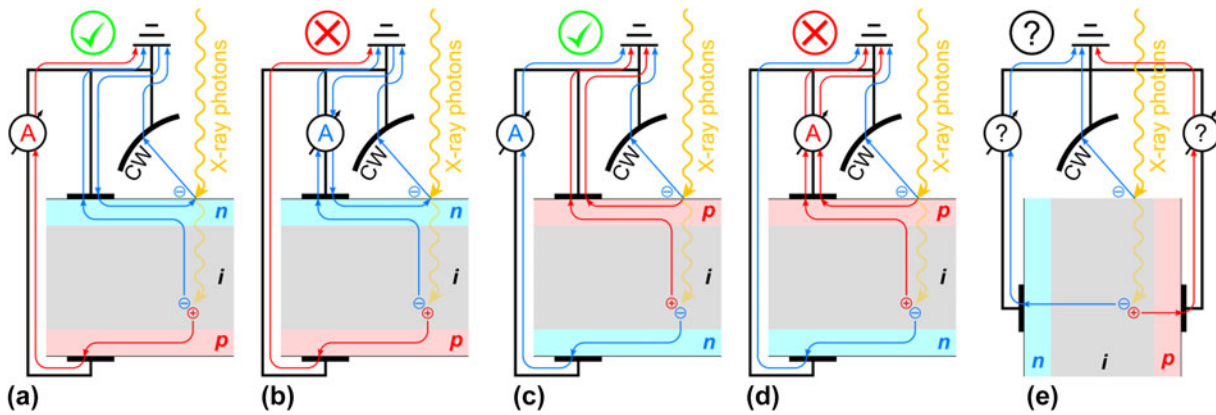 X-ray photons
A
CW
n
i
p
(a)
X-ray photons
A
CW
n
i
p
(b)
X-ray photons
A
CW
p
i
n
(c)
X-ray photons
A
CW
p
i
n
(d)
?
X-ray photons
?
?
CW
n
i
p
(e)